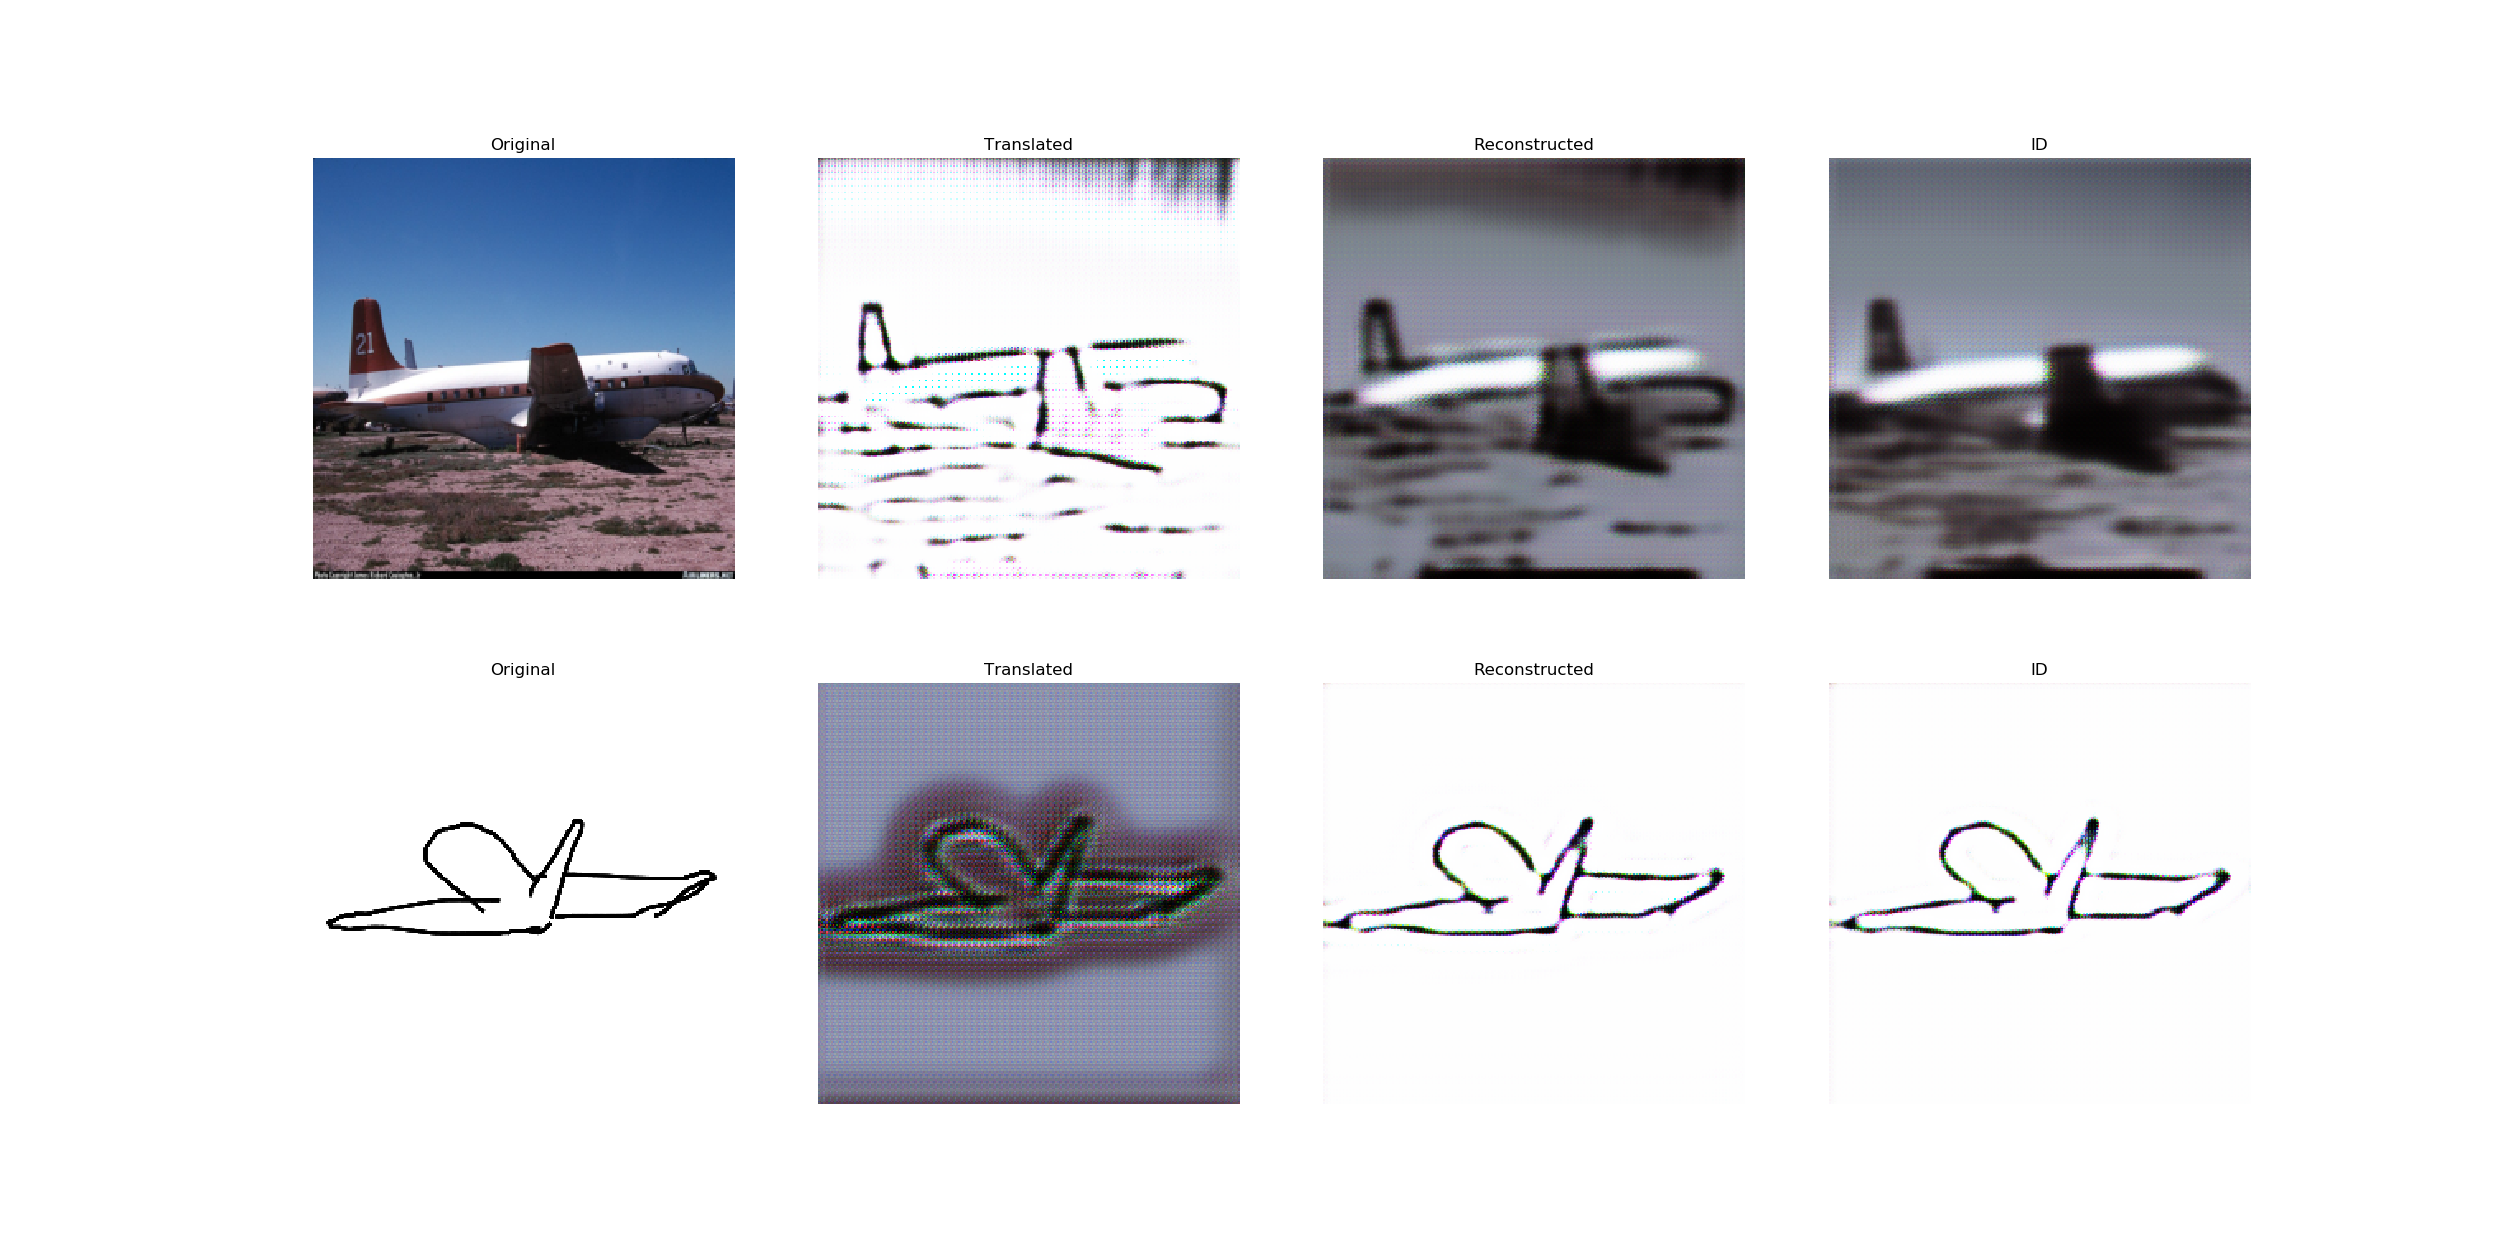 Original
Translated
Reconstructed
ID
21
Original
Translated
Reconstructed
ID